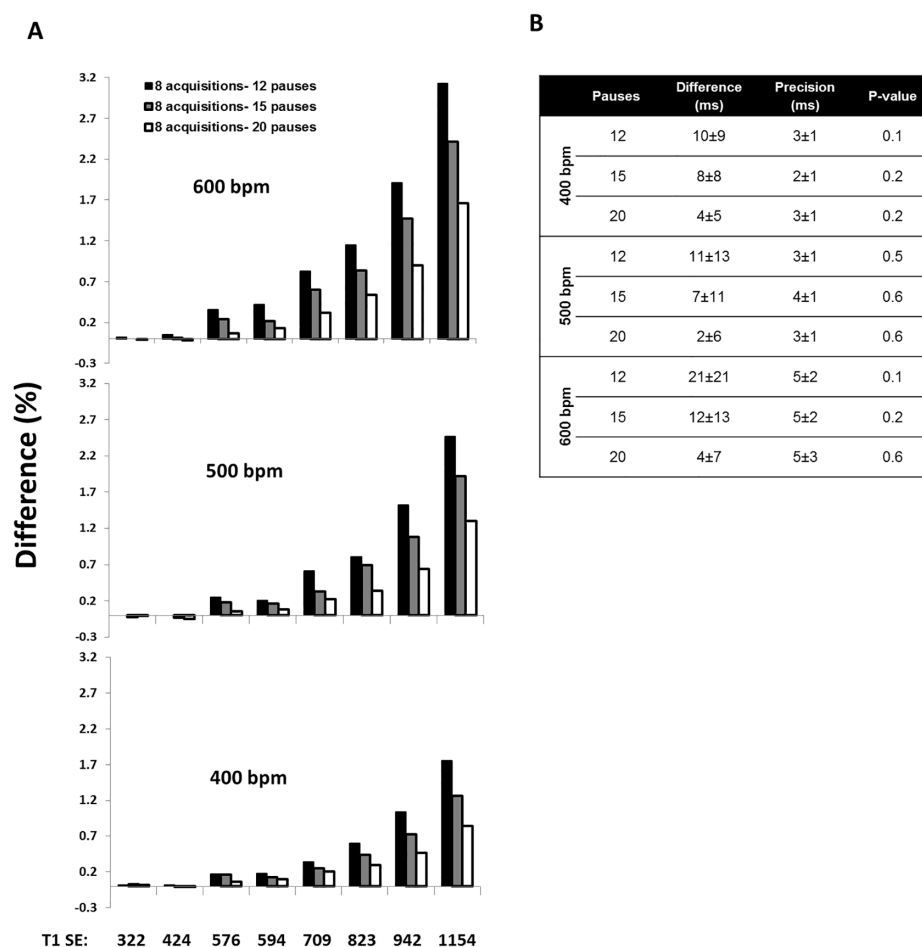 A
3.2
2.7
2.2
1.7
1.2
0.7
0.2
-0.3
8 acquisitions- 12 pauses
8 acquisitions- 15 pauses
8 acquisitions- 20 pauses
600 bpm
3.2
2.7
2.2
1.7
1.2
0.7
0.2
-0.3
500 bpm
Difference (%)
3.2
2.7
2.2
1.7
1.2
0.7
0.2
-0.3
400 bpm
T1 SE: 322 424 576 594 709 823 942 1154
B
Pauses Difference (ms) Precision (ms) P-value
400 bpm
12 10±9 3±1 0.1
15 8±8 2±1 0.2
20 4±5 3±1 0.2
500 bpm
12 11±13 3±1 0.5
15 7±11 4±1 0.6
20 2±6 3±1 0.6
600 bpm
12 21±21 5±2 0.1
15 12±13 5±2 0.2
20 4±7 5±3 0.6